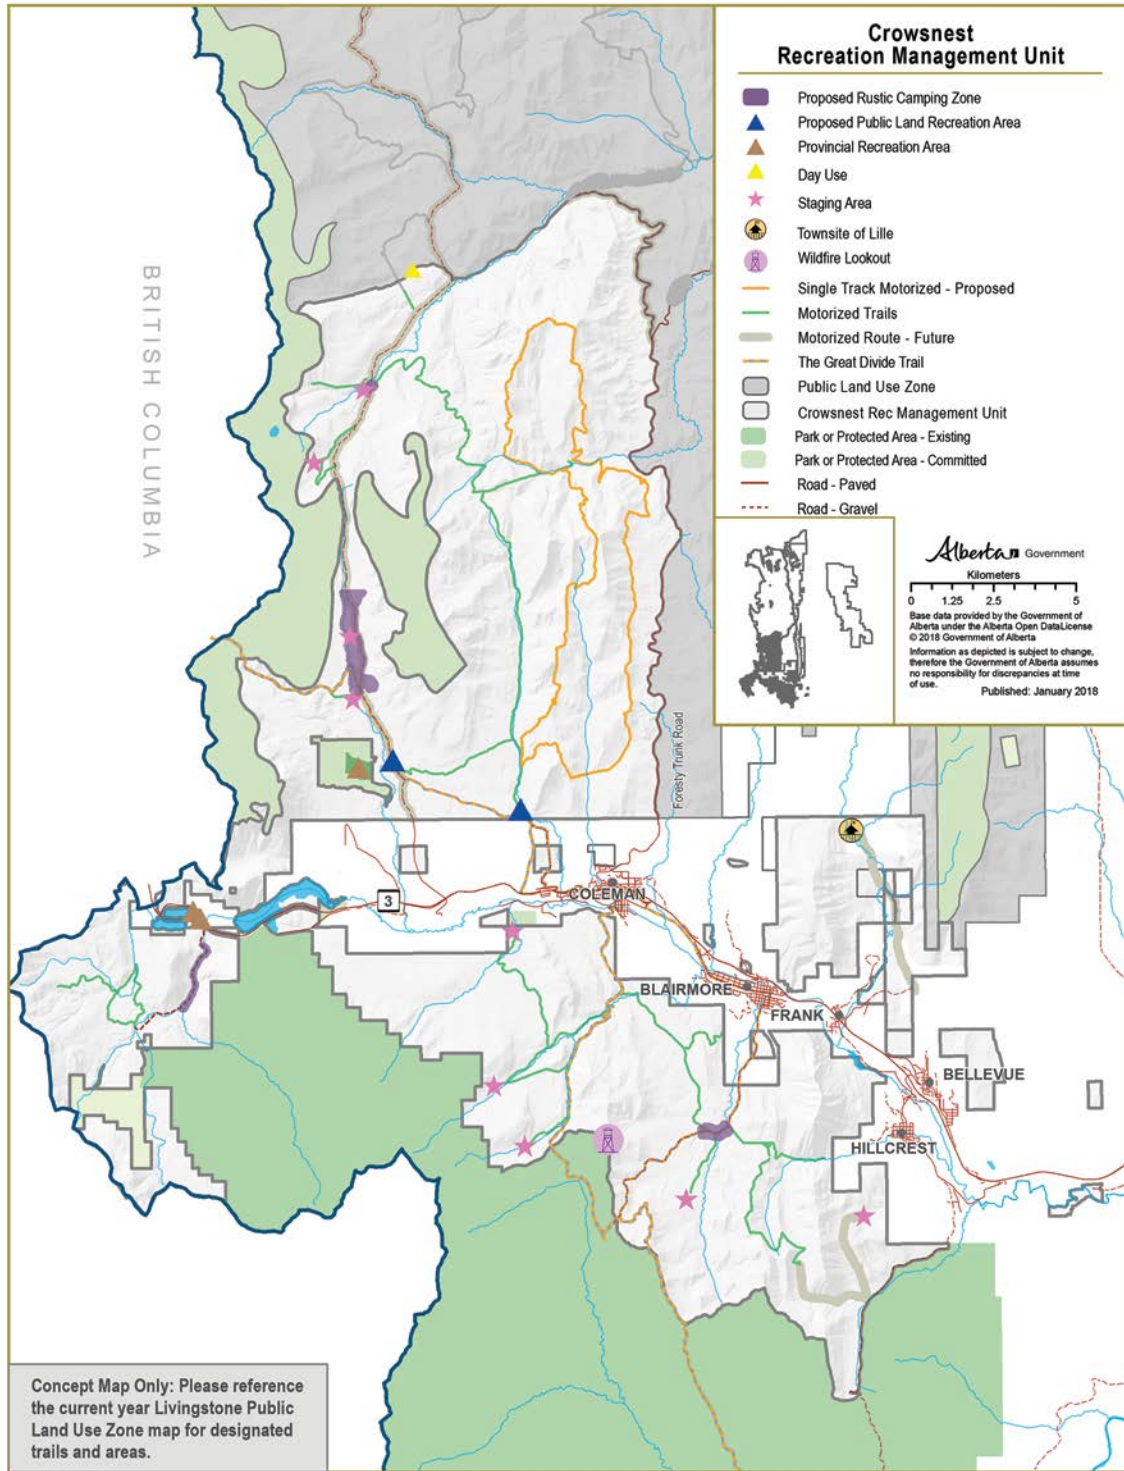 Crowsnest
Recreation Management Unit
Proposed Rustic Camping Zone
Proposed Public Land Recreation Area
Provincial Recreation Area
Day Use
Staging Area
Townsite of Lille
Wildfire Lookout
Single Track Motorized - Proposed
Motorized Trails
Motorized Route - Future
The Great Divide Trail
Public Land Use Zone
Crowsnest Rec Management Unit
Park or Protected Area - Existing
Park or Protected Area - Committed
Road - Paved
Road - Gravel
Alberta Government
Kilometers
0 1.25 2.5 5
Base data provided by the Government of
Alberta under the Alberta Open DataLicense
© 2018 Government of Alberta
Information as depicted is subject to change,
therefore the Government of Alberta assumes
no responsibility for discrepancies at time
of use.
Published: January 2018
BRITISH COLUMBIA
Foresty Trunk Road
3
COLEMAN
BLAIRMORE
FRANK
BELLEVUE
HILLCREST
Concept Map Only: Please reference
the current year Livingstone Public
Land Use Zone map for designated
trails and areas.